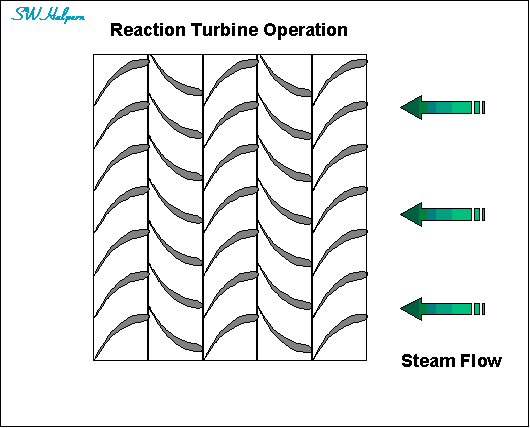 SW Halpern
Reaction Turbine Operation
Steam Flow